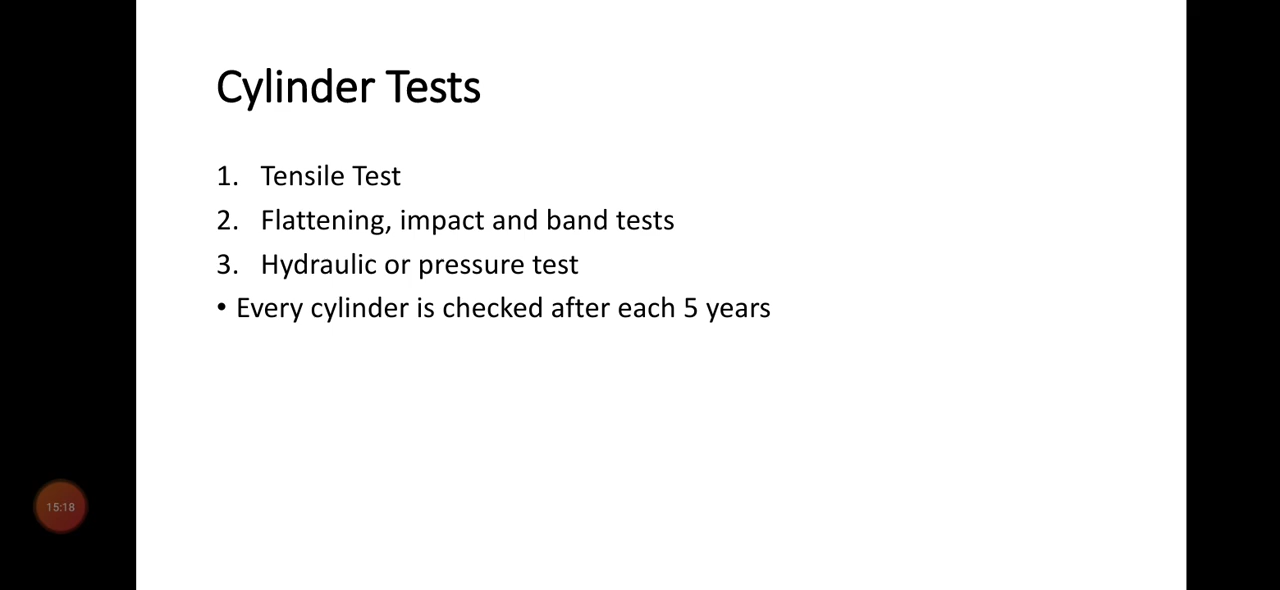 Cylinder Tests
1. Tensile Test
2. Flattening, impact and band tests
3. Hydraulic or pressure test
• Every cylinder is checked after each 5 years
15:18